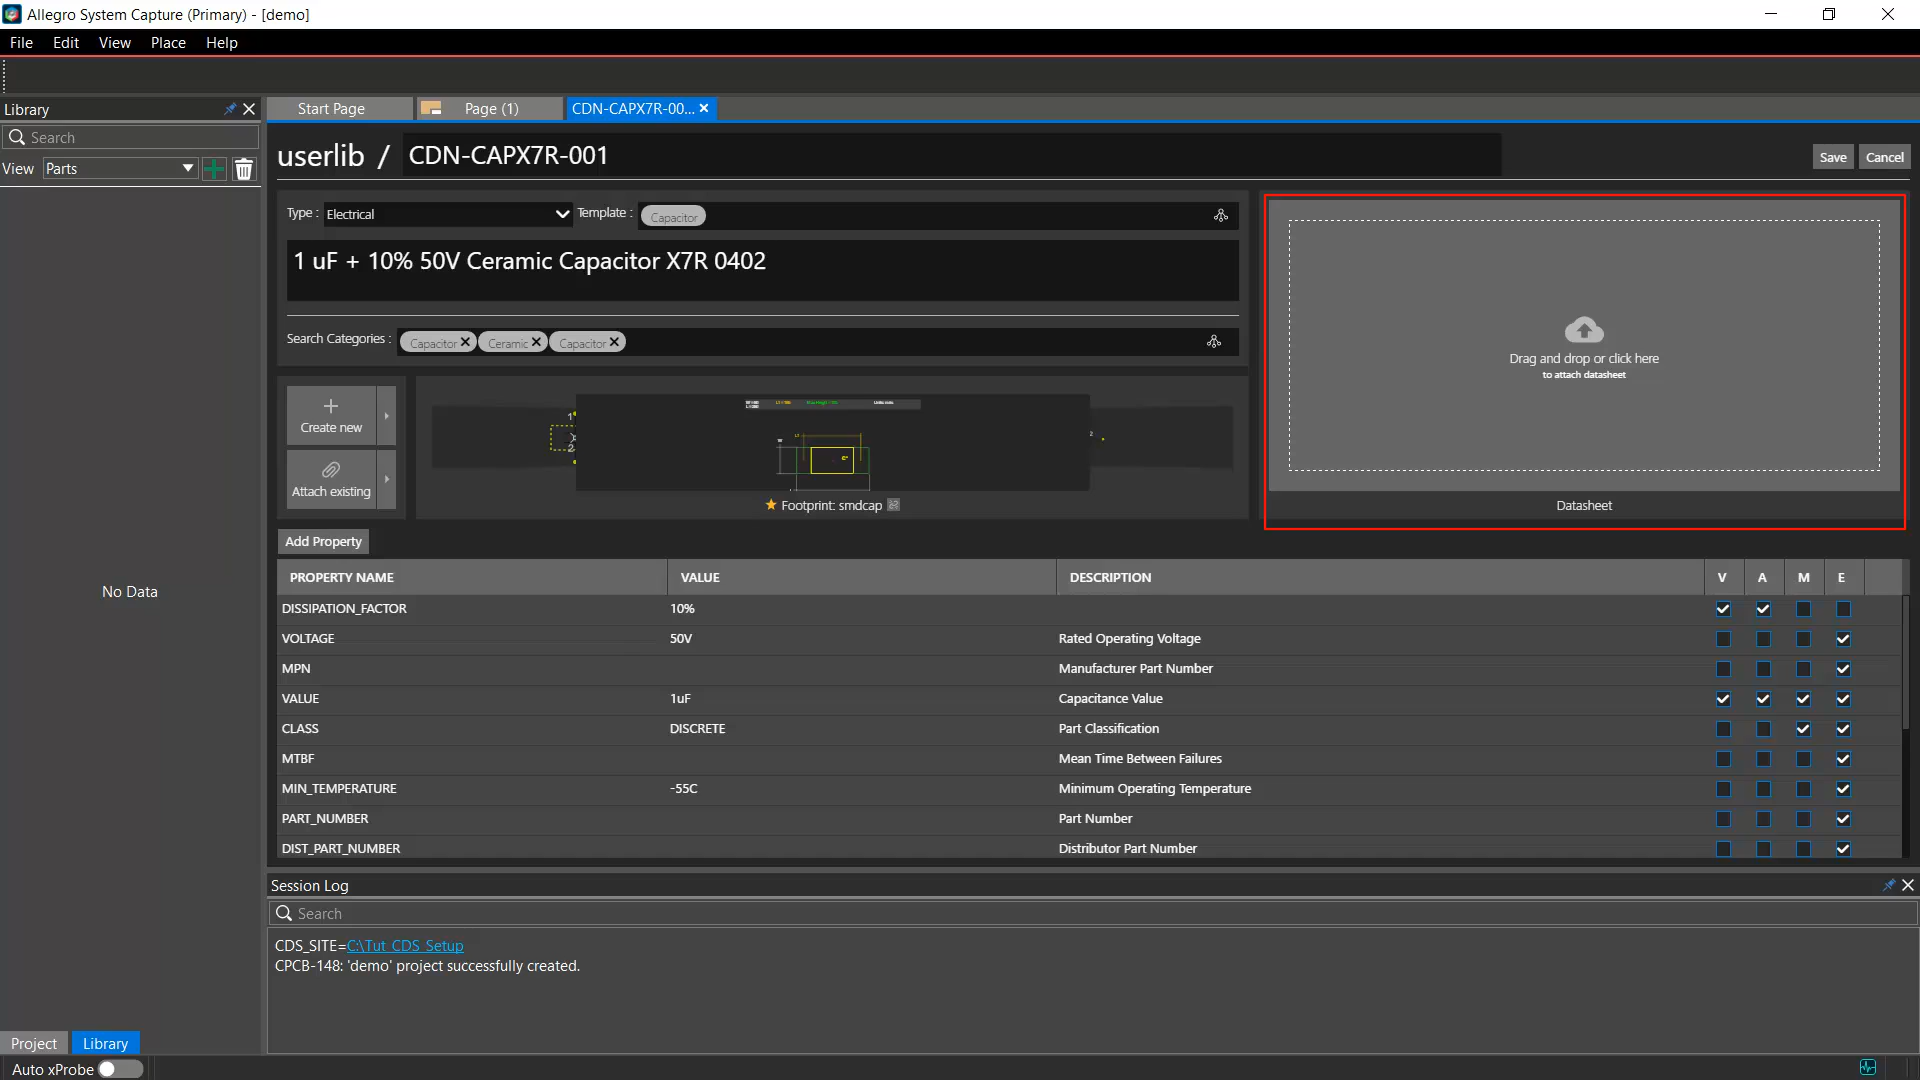 Allegro System Capture (Primary) - [demo]
File Edit View Place Help
Library
Search
View Parts
No Data
Project Library
Auto xProbe
Start Page Page (1) CDN-CAPX7R-00...
userlib / CDN-CAPX7R-001
Save Cancel
Type : Electrical Template : Capacitor
1 uF + 10% 50V Ceramic Capacitor X7R 0402
Search Categories : Capacitor Ceramic Capacitor
Create new
Attach existing
1
2
2
Footprint: smdcap
Drag and drop or click here
to attach datasheet
Datasheet
Add Property
PROPERTY NAME VALUE DESCRIPTION V A M E
DISSIPATION_FACTOR 10%
VOLTAGE 50V Rated Operating Voltage
MPN Manufacturer Part Number
VALUE 1uF Capacitance Value
CLASS DISCRETE Part Classification
MTBF Mean Time Between Failures
MIN_TEMPERATURE -55C Minimum Operating Temperature
PART_NUMBER Part Number
DIST_PART_NUMBER Distributor Part Number
Session Log
Search
CDS_SITE=C:\Tut_CDS_Setup
CPCB-148: 'demo' project successfully created.